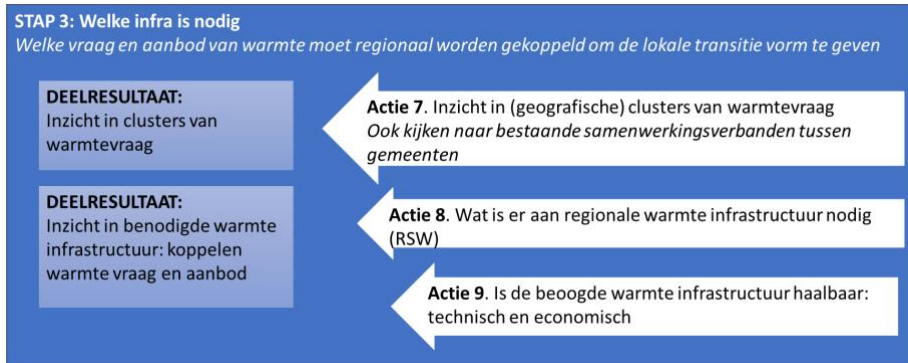 STAP 3: Welke infra is nodig
Welke vraag en aanbod van warmte moet regionaal worden gekoppeld om de lokale transitie vorm te geven
DEELRESULTAAT:
Inzicht in clusters van
warmtevraag
Actie 7. Inzicht in (geografische) clusters van warmtevraag
Ook kijken naar bestaande samenwerkingsverbanden tussen
gemeenten
DEELRESULTAAT:
Inzicht in benodigde warmte
infrastructuur: koppelen
warmte vraag en aanbod
Actie 8. Wat is er aan regionale warmte infrastructuur nodig
(RSW)
Actie 9. Is de beoogde warmte infrastructuur haalbaar:
technisch en economisch